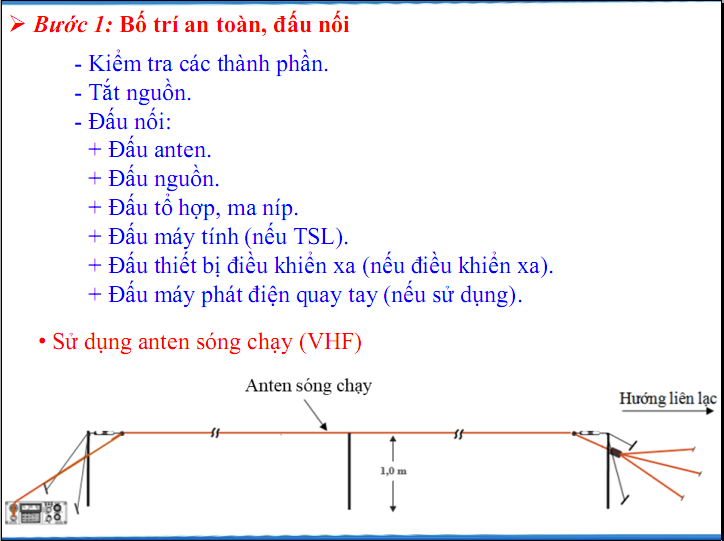 ➢ Bước 1: Bố trí an toàn, đấu nối
- Kiểm tra các thành phần.
- Tắt nguồn.
- Đấu nối:
+ Đấu anten.
+ Đấu nguồn.
+ Đấu tổ hợp, ma níp.
+ Đấu máy tính (nếu TSL).
+ Đấu thiết bị điều khiển xa (nếu điều khiển xa).
+ Đấu máy phát điện quay tay (nếu sử dụng).
• Sử dụng anten sóng chạy (VHF)
Anten sóng chạy
Hướng liên lạc
1,0 m